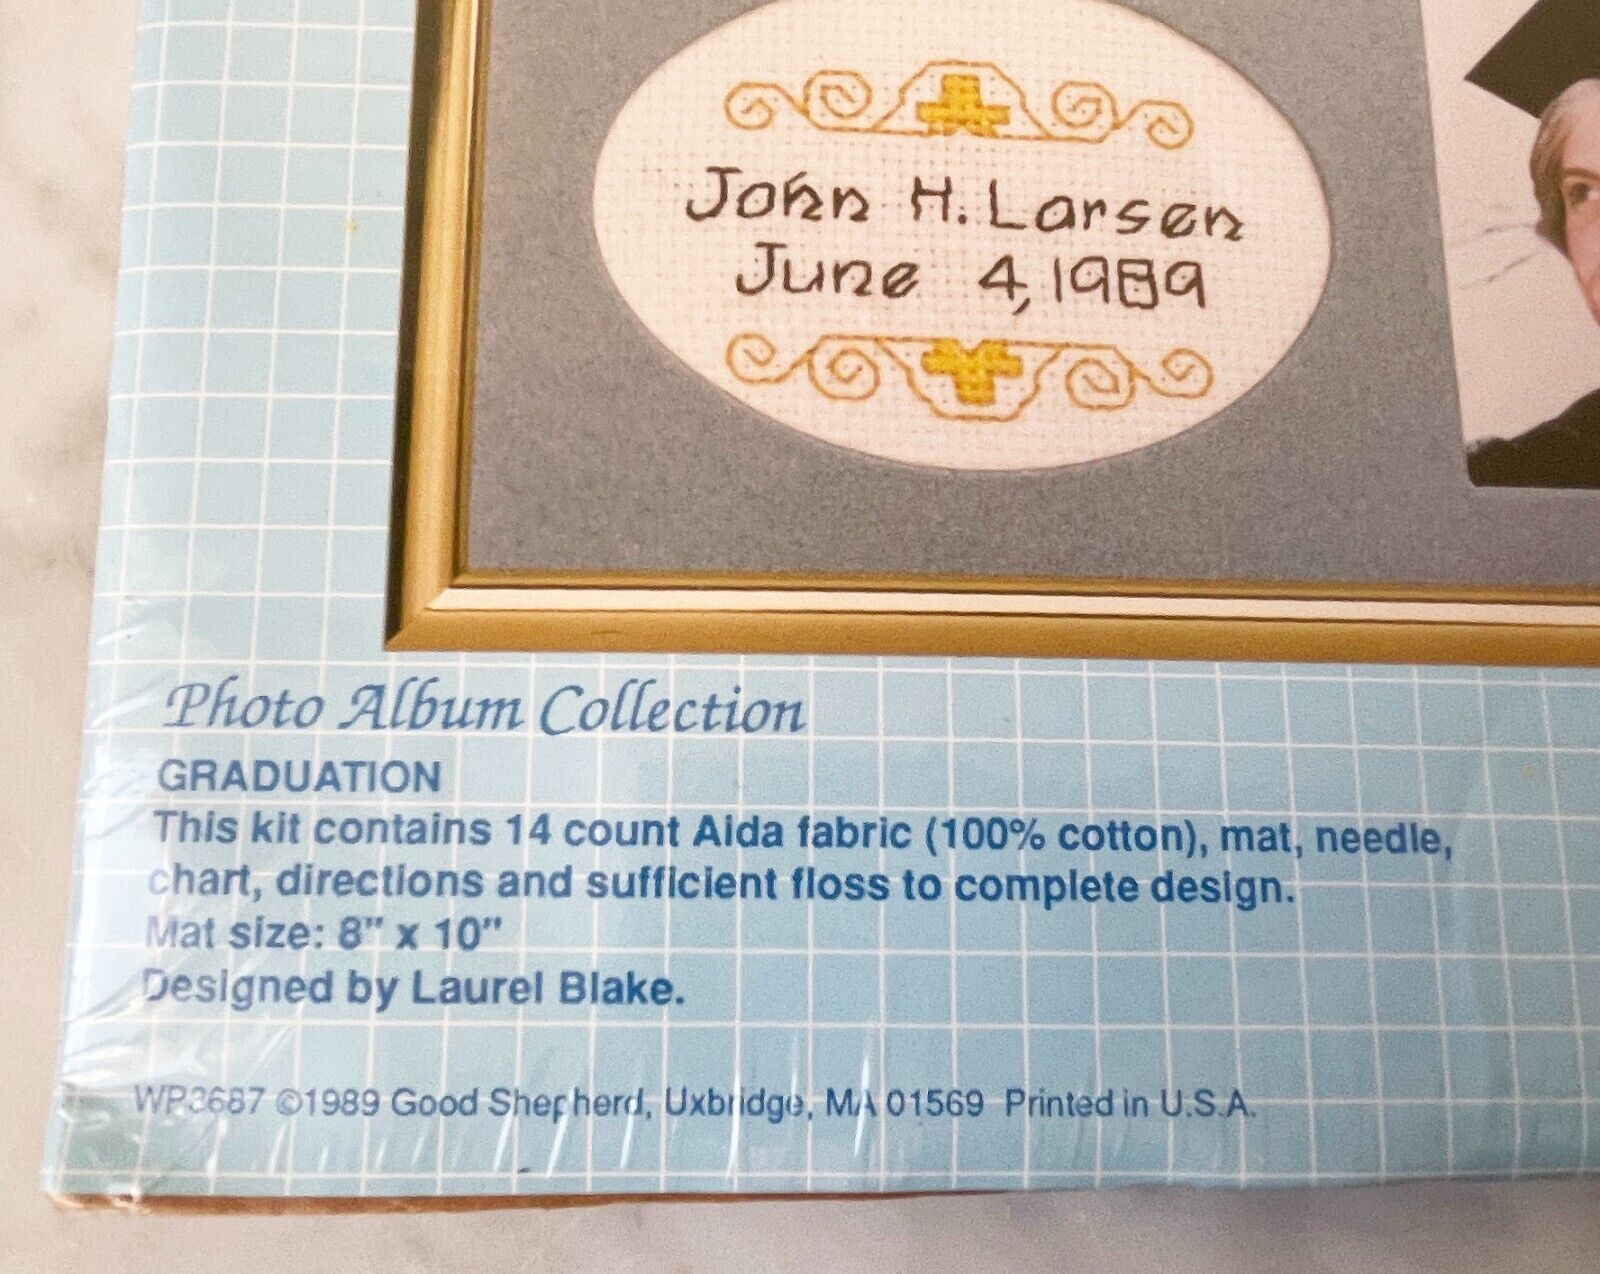 John H. Larsen
June 4, 1989
Photo Album Collection
GRADUATION
This kit contains 14 count Aida fabric (100% cotton), mat, needle,
chart, directions and sufficient floss to complete design.
Mat size: 8" x 10"
Designed by Laurel Blake.
WP3687 ©1989 Good Shepherd, Uxbridge, MA 01569 Printed in U.S.A.